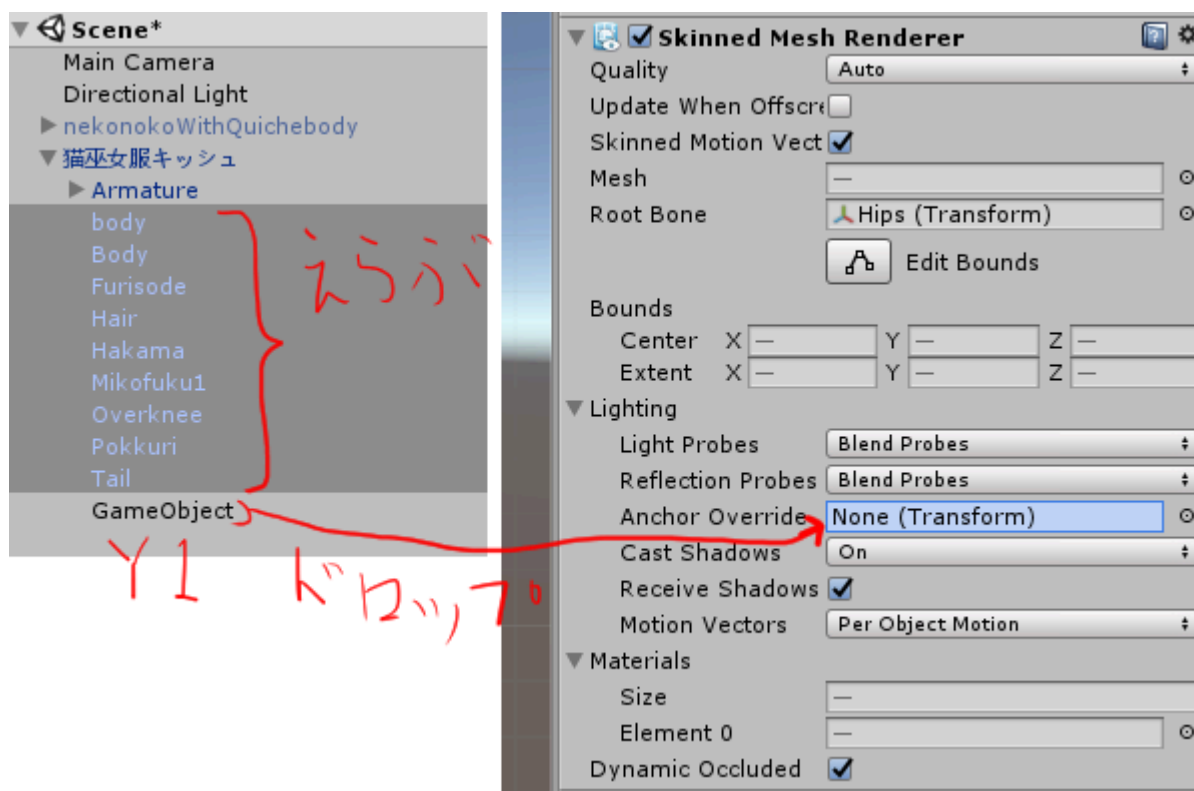 Scene*
Main Camera
Directional Light
nekonokoWithQuichebody
猫巫女服キッシュ
Armature
body
Body
Furisode
Hair
Hakama
Mikofuku1
Overknee
Pokkuri
Tail
GameObject
えらぶ
Y1
ドロップ
Skinned Mesh Renderer
Quality Auto
Update When Offscre
Skinned Motion Vect
Mesh —
Root Bone Hips (Transform)
Edit Bounds
Bounds
Center X — Y — Z —
Extent X — Y — Z —
Lighting
Light Probes Blend Probes
Reflection Probes Blend Probes
Anchor Override None (Transform)
Cast Shadows On
Receive Shadows
Motion Vectors Per Object Motion
Materials
Size —
Element 0 —
Dynamic Occluded